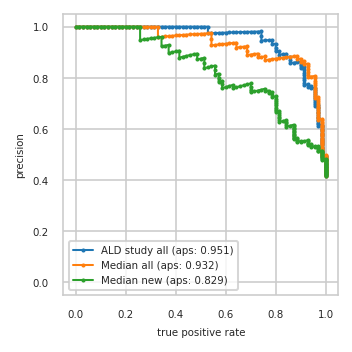 1.0
0.8
0.6
0.4
0.2
0.0
precision
ALD study all (aps: 0.951)
Median all (aps: 0.932)
Median new (aps: 0.829)
0.0 0.2 0.4 0.6 0.8 1.0
true positive rate